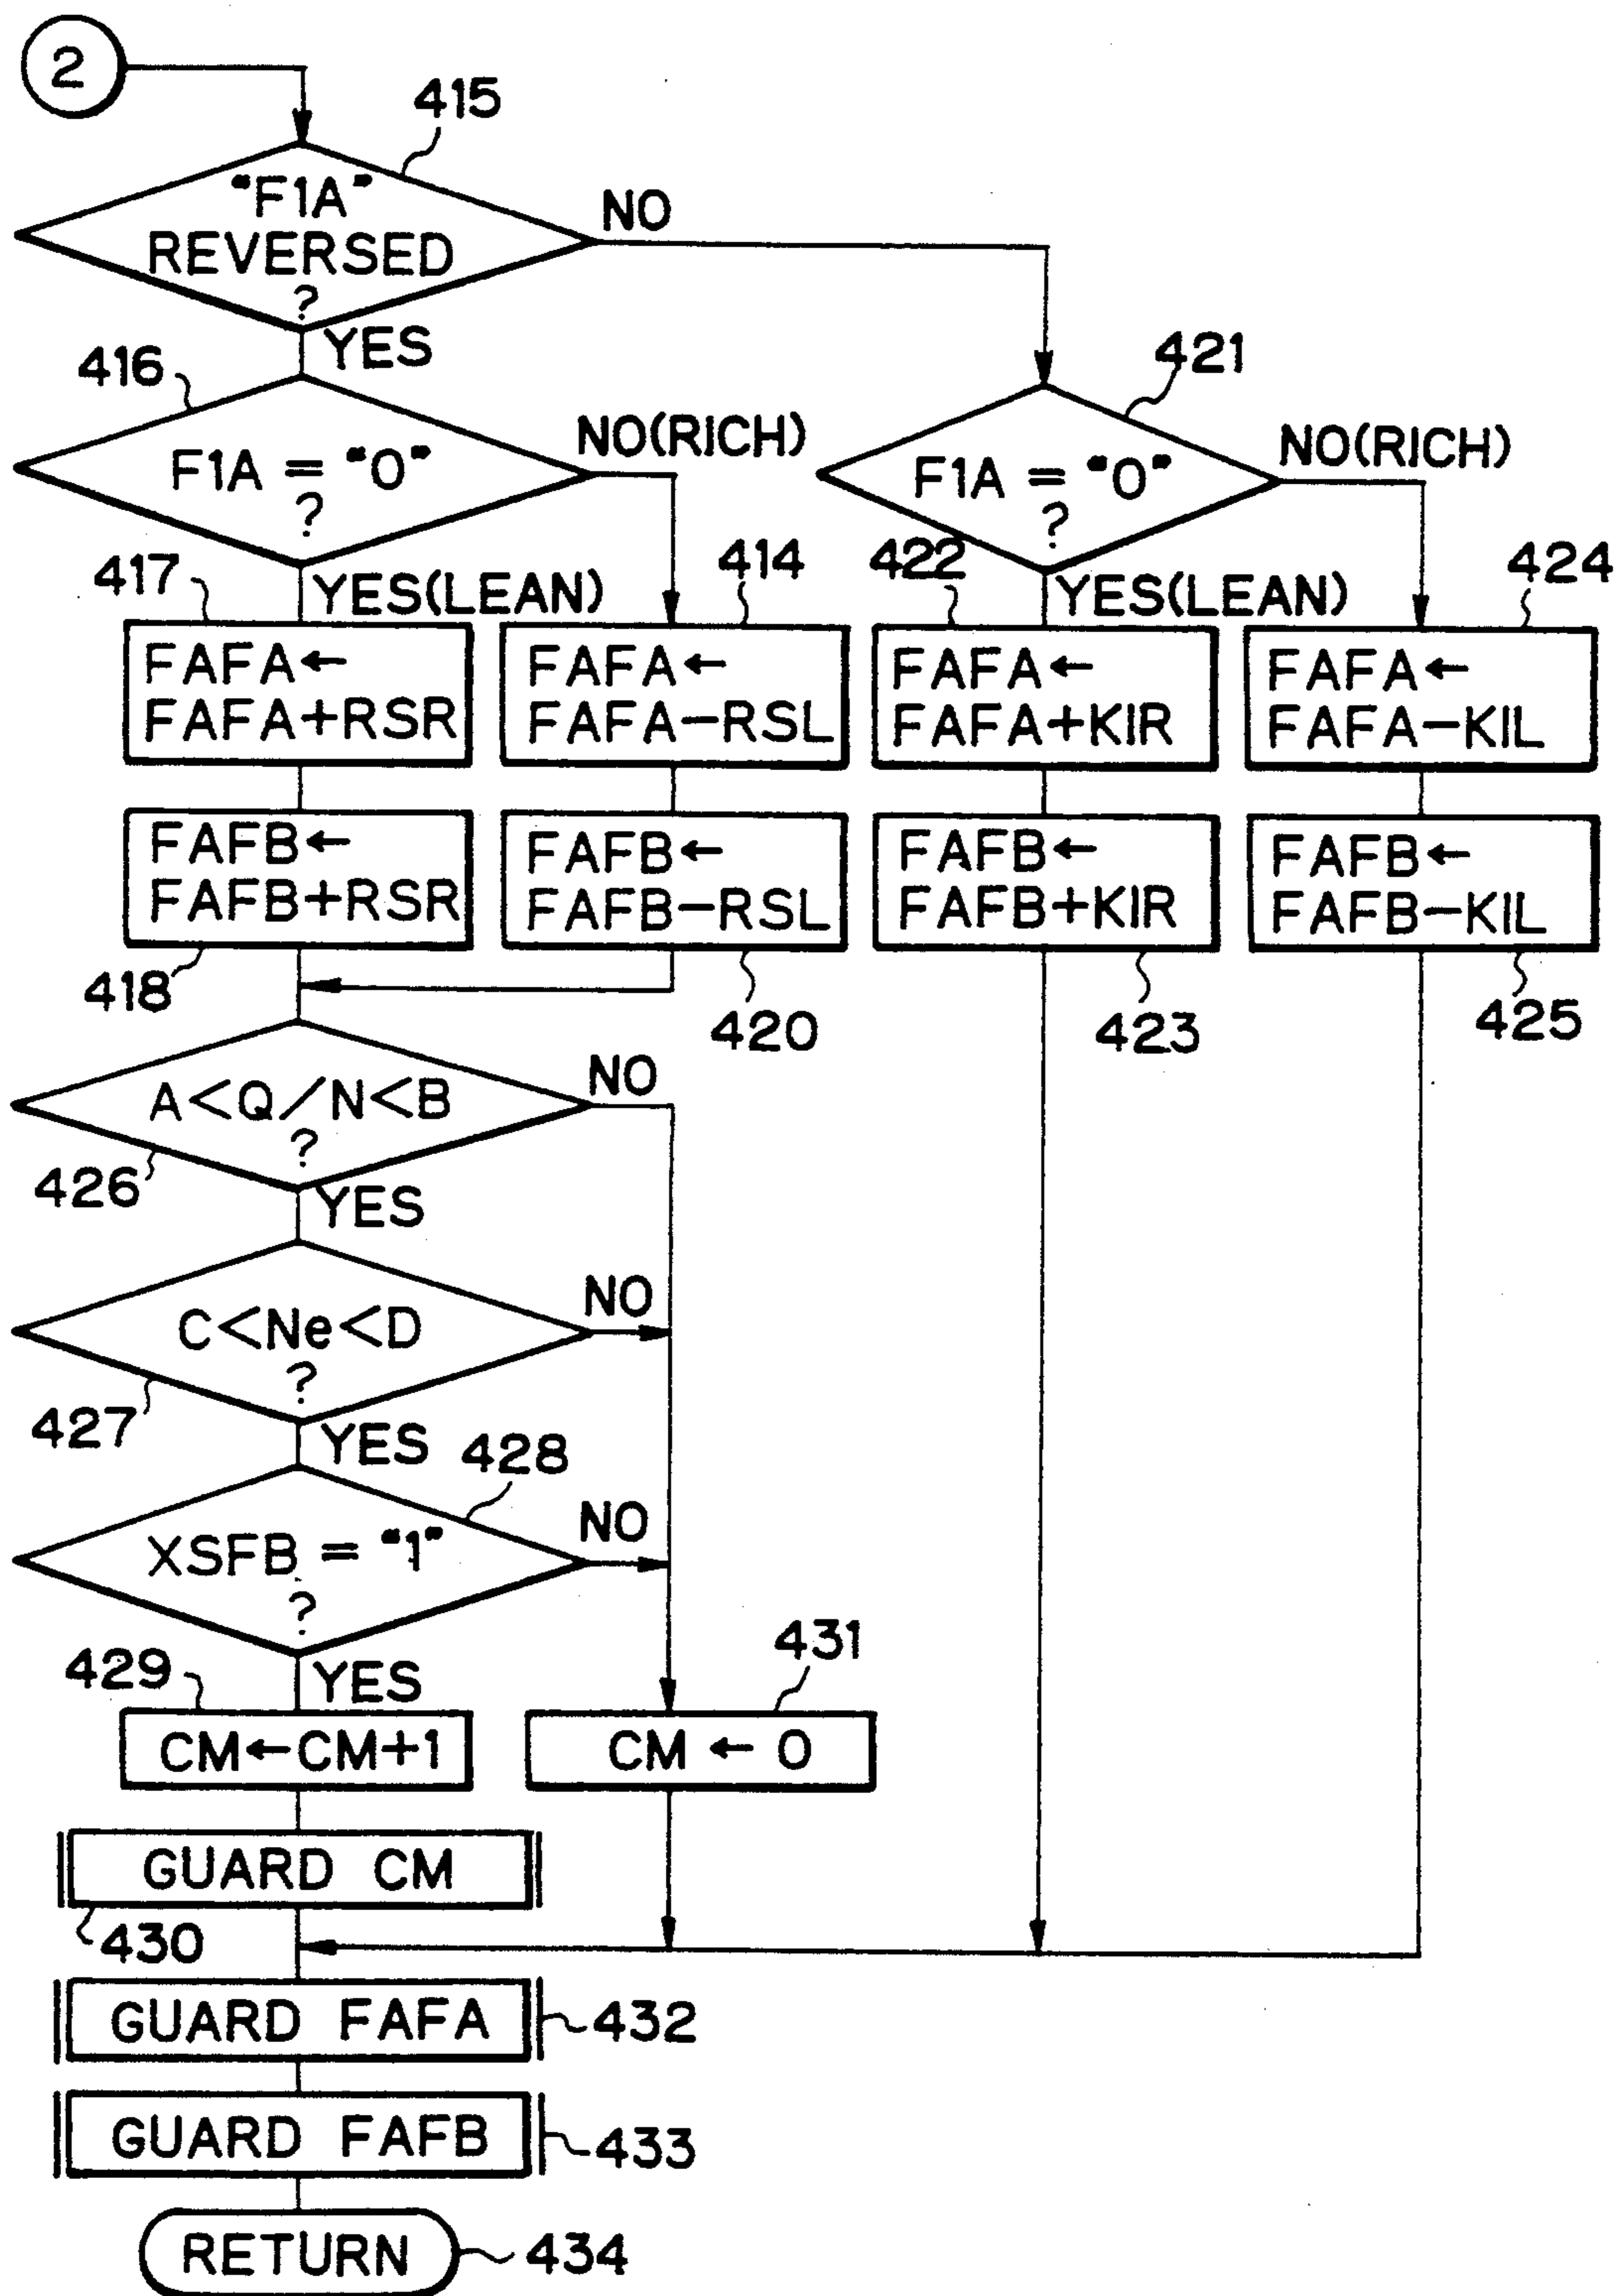 2
415
"F1A"
REVERSED
?
NO
YES
416
F1A = "0"
?
NO(RICH)
421
F1A = "0"
?
NO(RICH)
417
YES(LEAN)
414
422
YES(LEAN)
424
FAFA←
FAFA+RSR
FAFA←
FAFA-RSL
FAFA←
FAFA+KIR
FAFA←
FAFA-KIL
FAFB←
FAFB+RSR
FAFB←
FAFB-RSL
FAFB←
FAFB+KIR
FAFB←
FAFB-KIL
418
420
423
425
A<Q/N<B
?
NO
426
YES
C<Ne<D
?
NO
427
YES
428
XSFB = "1"
?
NO
429
YES
431
CM←CM+1
CM ← 0
GUARD CM
430
GUARD FAFA
432
GUARD FAFB
433
RETURN
434